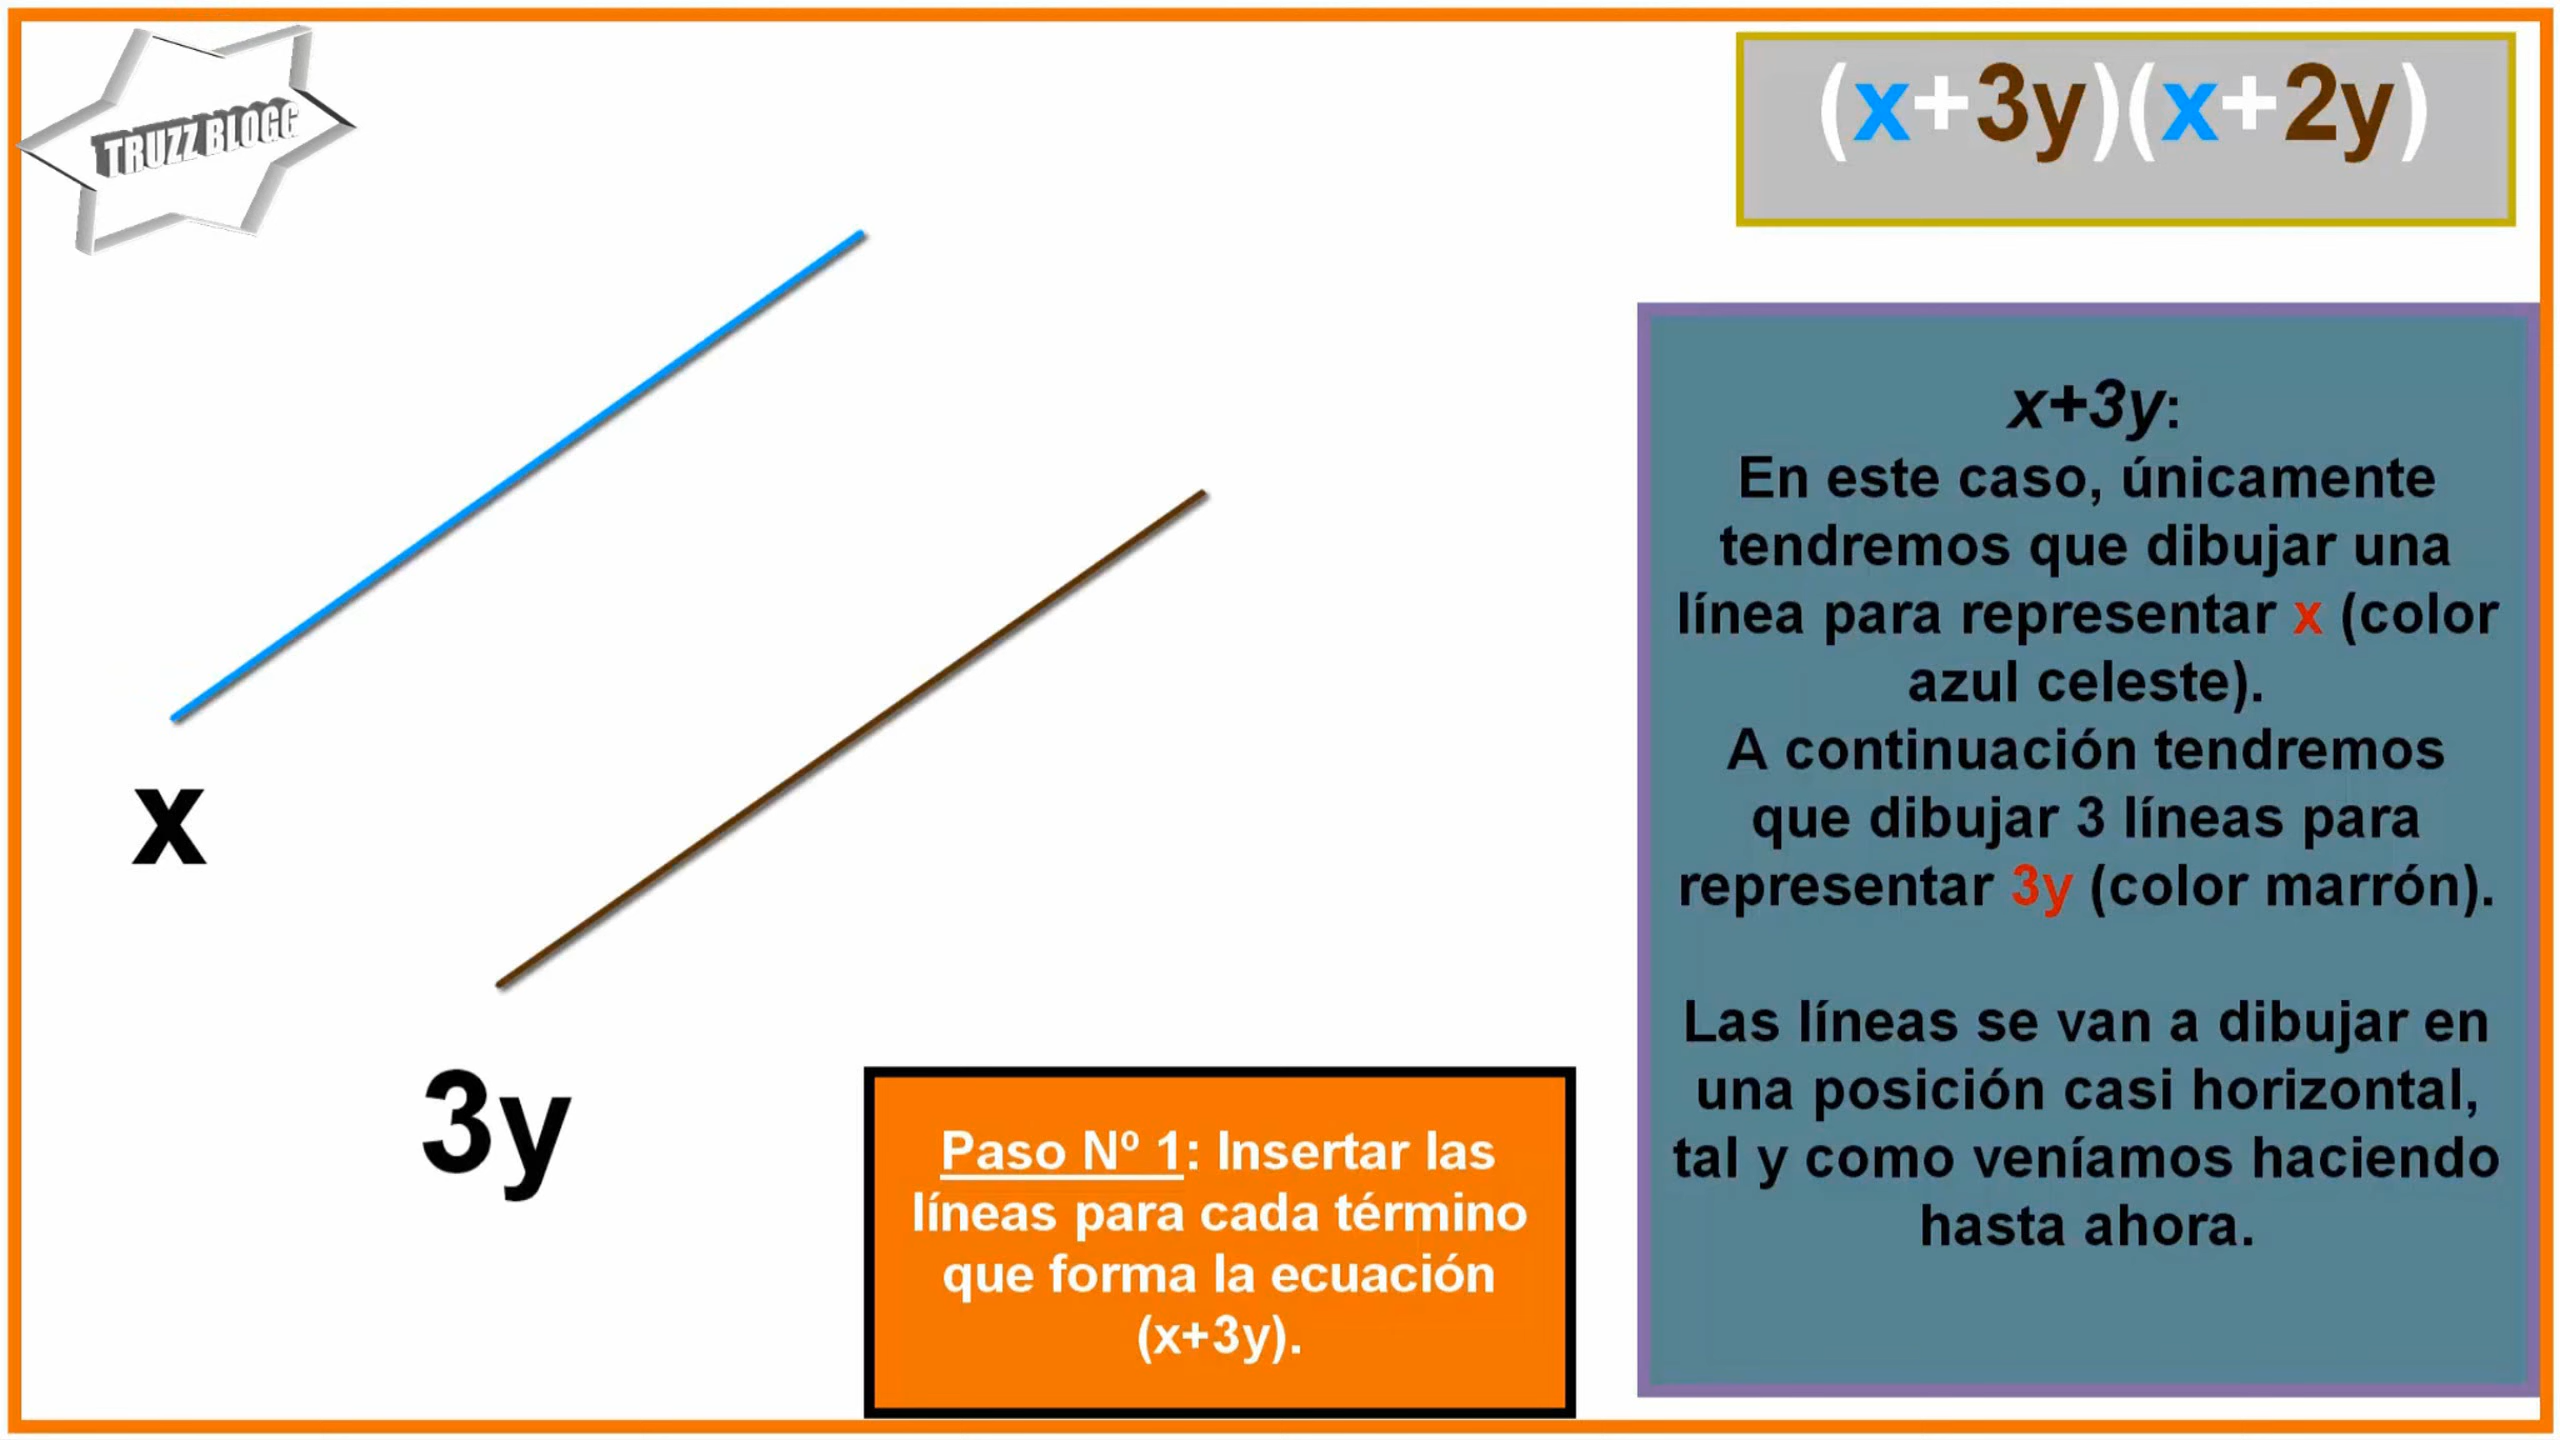 TRUZZ BLOGG
(x+3y)(x+2y)
x+3y:
En este caso, únicamente
tendremos que dibujar una
línea para representar x (color
azul celeste).
A continuación tendremos
que dibujar 3 líneas para
representar 3y (color marrón).
Las líneas se van a dibujar en
una posición casi horizontal,
tal y como veníamos haciendo
hasta ahora.
x
3y
Paso Nº 1: Insertar las
líneas para cada término
que forma la ecuación
(x+3y).